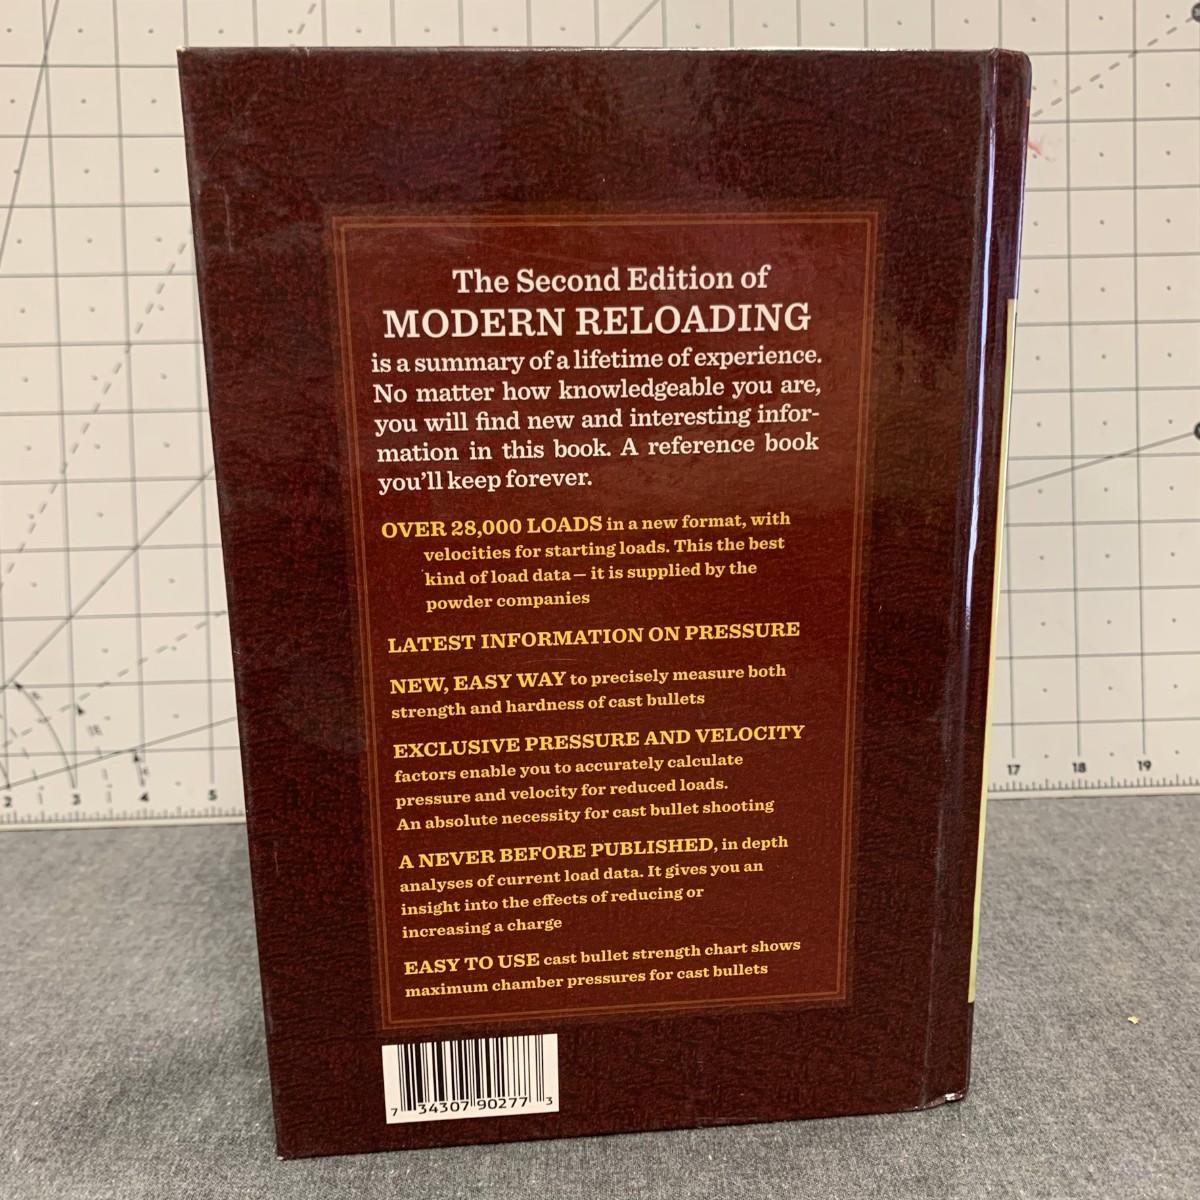 The Second Edition of
MODERN RELOADING
is a summary of a lifetime of experience.
No matter how knowledgeable you are,
you will find new and interesting infor-
mation in this book. A reference book
you'll keep forever.
OVER 28,000 LOADS in a new format, with
velocities for starting loads. This the best
kind of load data — it is supplied by the
powder companies
LATEST INFORMATION ON PRESSURE
NEW, EASY WAY to precisely measure both
strength and hardness of cast bullets
EXCLUSIVE PRESSURE AND VELOCITY
factors enable you to accurately calculate
pressure and velocity for reduced loads.
An absolute necessity for cast bullet shooting
A NEVER BEFORE PUBLISHED, in depth
analyses of current load data. It gives you an
insight into the effects of reducing or
increasing a charge
EASY TO USE cast bullet strength chart shows
maximum chamber pressures for cast bullets
7 34307 90277 3
2 3 4 5
17 18 19